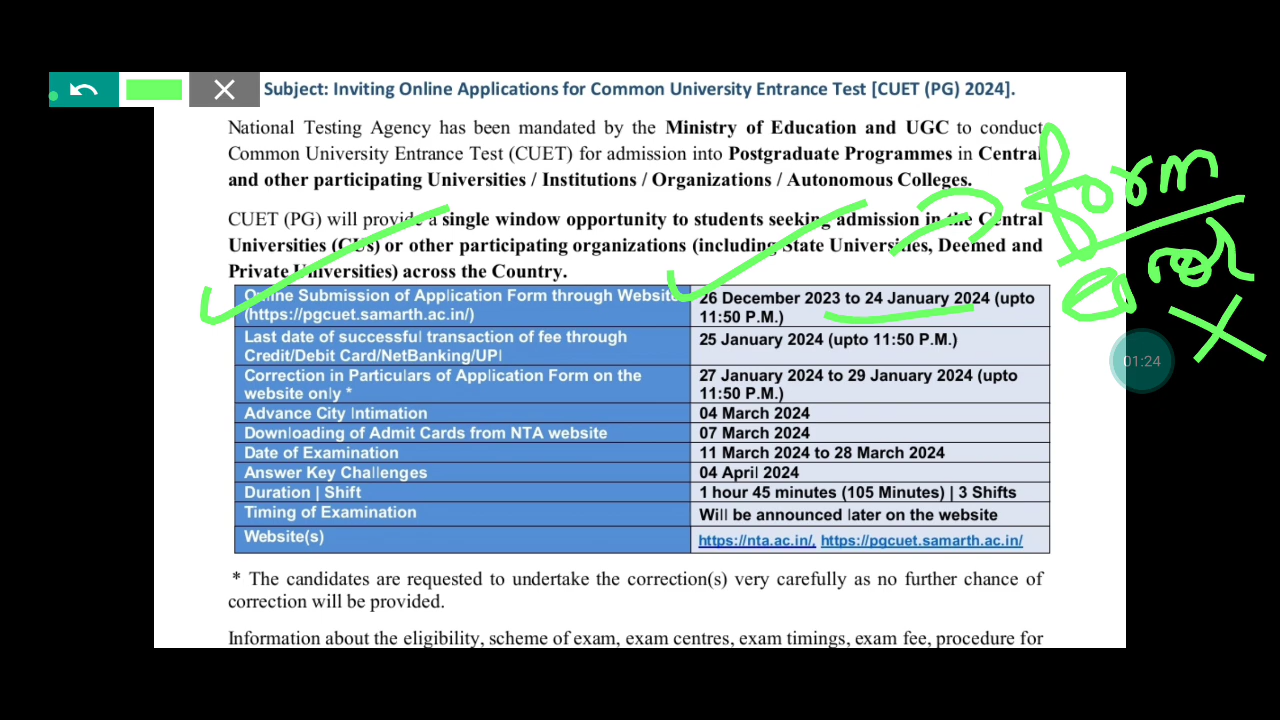 Subject: Inviting Online Applications for Common University Entrance Test [CUET (PG) 2024].
National Testing Agency has been mandated by the Ministry of Education and UGC to conduct
Common University Entrance Test (CUET) for admission into Postgraduate Programmes in Central
and other participating Universities / Institutions / Organizations / Autonomous Colleges.
CUET (PG) will provide a single window opportunity to students seeking admission in the Central
Universities (CUs) or other participating organizations (including State Universities, Deemed and
Private Universities) across the Country.
Online Submission of Application Form through Website
(https://pgcuet.samarth.ac.in/)
26 December 2023 to 24 January 2024 (upto
11:50 P.M.)
Last date of successful transaction of fee through
Credit/Debit Card/NetBanking/UPI
25 January 2024 (upto 11:50 P.M.)
Correction in Particulars of Application Form on the
website only *
27 January 2024 to 29 January 2024 (upto
11:50 P.M.)
Advance City Intimation
04 March 2024
Downloading of Admit Cards from NTA website
07 March 2024
Date of Examination
11 March 2024 to 28 March 2024
Answer Key Challenges
04 April 2024
Duration | Shift
1 hour 45 minutes (105 Minutes) | 3 Shifts
Timing of Examination
Will be announced later on the website
Website(s)
https://nta.ac.in/, https://pgcuet.samarth.ac.in/
* The candidates are requested to undertake the correction(s) very carefully as no further chance of
correction will be provided.
Information about the eligibility, scheme of exam, exam centres, exam timings, exam fee, procedure for
form
01:24